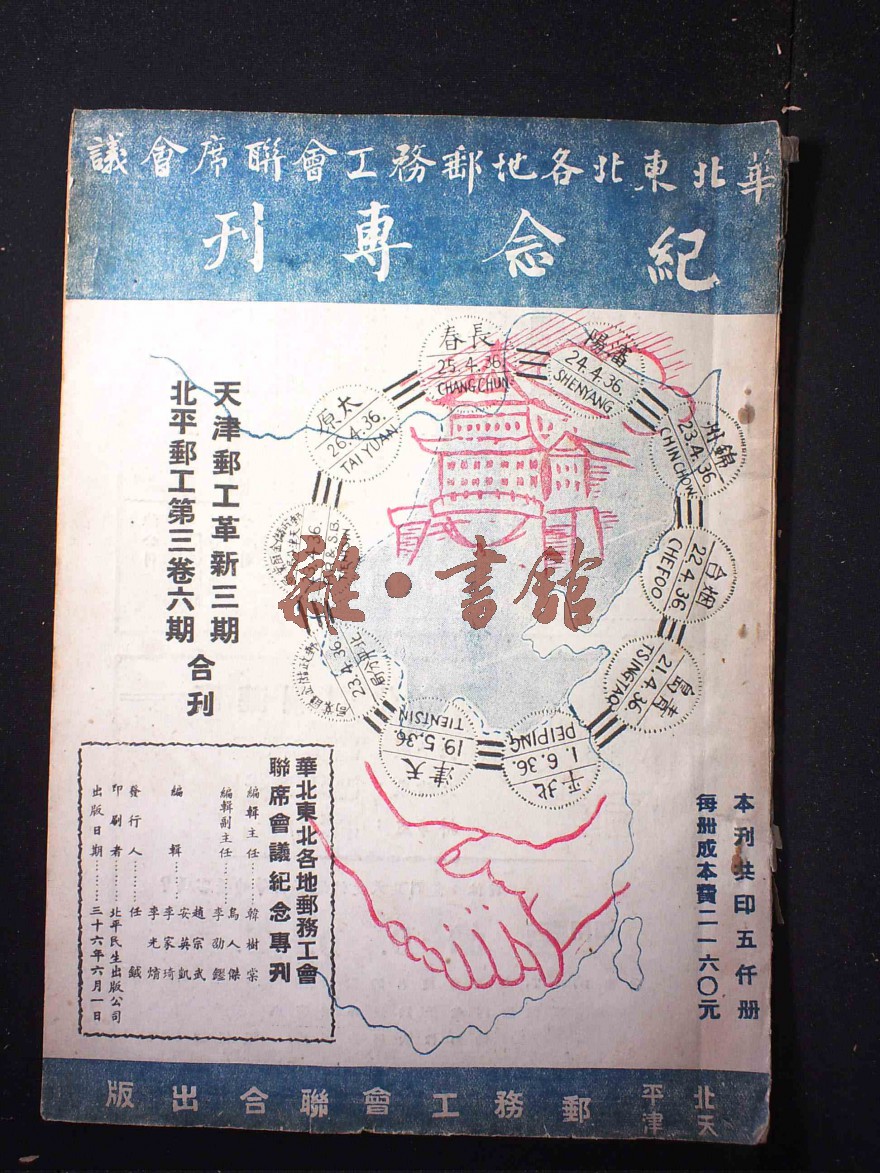 華北東北各地郵務工會聯席會議
紀念專刊
長春
25.4.36.
CHANGCHUN
瀋陽
24.4.36.
SHENYANG
錦州
23.4.36
CHINCHOW
台烟
22.4.36
CHEFOO
青島
21.4.36
TSINGTAO
北平
1.6.36
PEIPING
天津
19.5.36.
TIENTSIN
23.4.36
太原
26.4.36.
TAIYUAN
& S.B.
天津郵工革新三期
北平郵工第三卷六期
合刊
雜·書館
本刊共印五仟册
每册成本費二一六〇元
華北東北各地郵務工會
聯席會議紀念專刊
編輯主任………韓樹棠
編輯副主任……烏人傑
李劭鏗
編輯
趙宗武
安英凱
李家琦
李光熽
發行人………任鉞
印刷者………北平民生出版公司
出版日期………三十六年六月一日
北平天津郵務工會聯合出版